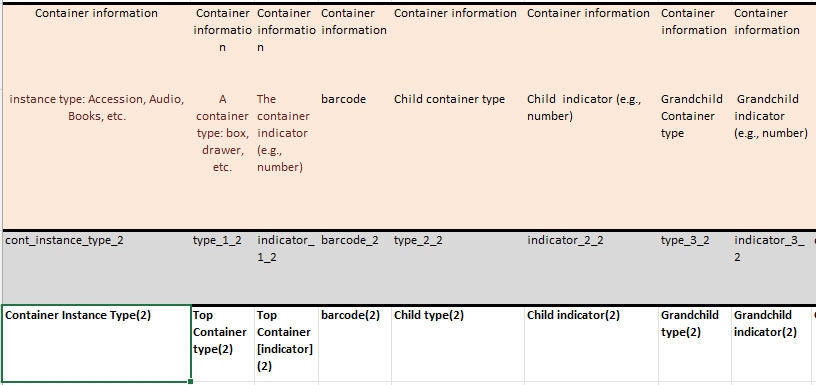 Container information Container Container Container Container information Container information Container Container
informatio informatio information information information
n n
instance type: Accession, Audio, A The barcode Child container type Child indicator (e.g., Grandchild Grandchild
Books, etc. container container number) Container indicator
type: box, indicator type (e.g., number)
drawer, (e.g.,
etc. number)
cont_instance_type_2 type_1_2 indicator_ barcode_2 type_2_2 indicator_2_2 type_3_2 indicator_3_
1_2 2
Container Instance Type(2) Top Top barcode(2) Child type(2) Child indicator(2) Grandchild Grandchild
Container Container type(2) indicator(2)
type(2) [indicator]
(2)